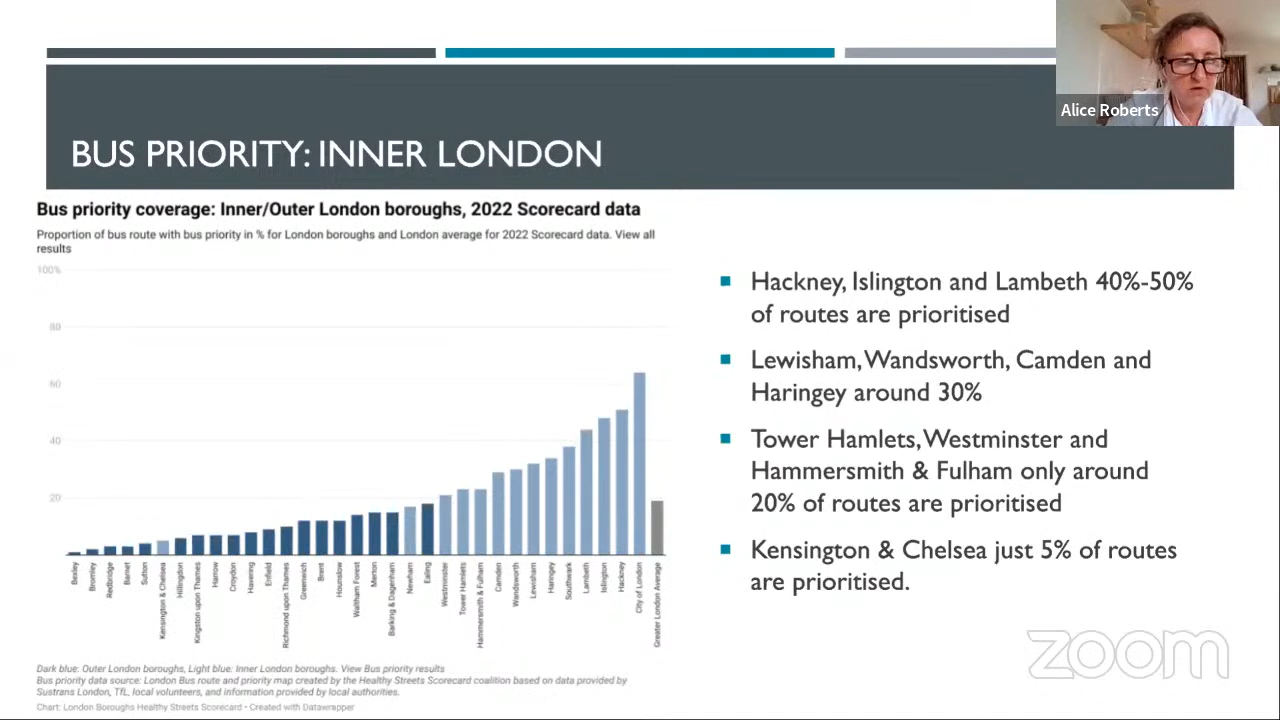 Alice Roberts
BUS PRIORITY: INNER LONDON
Bus priority coverage: Inner/Outer London boroughs, 2022 Scorecard data
Proportion of bus route with bus priority in % for London boroughs and London average for 2022 Scorecard data. View all
results
100%
80
60
40
20
Bexley
Bromley
Redbridge
Barnet
Sutton
Kensington & Chelsea
Hillingdon
Kingston upon Thames
Harrow
Croydon
Havering
Enfield
Richmond upon Thames
Greenwich
Brent
Hounslow
Waltham Forest
Merton
Barking & Dagenham
Newham
Ealing
Westminster
Tower Hamlets
Hammersmith & Fulham
Camden
Wandsworth
Lewisham
Haringey
Southwark
Lambeth
Islington
Hackney
City of London
Greater London Average
Dark blue: Outer London boroughs, Light blue: Inner London boroughs. View Bus priority results
Bus priority data source: London Bus route and priority map created by the Healthy Streets Scorecard coalition based on data provided by
Sustrans London, TfL, local volunteers, and information provided by local authorities.
Chart: London Boroughs Healthy Streets Scorecard • Created with Datawrapper
Hackney, Islington and Lambeth 40%-50%
of routes are prioritised
Lewisham, Wandsworth, Camden and
Haringey around 30%
Tower Hamlets, Westminster and
Hammersmith & Fulham only around
20% of routes are prioritised
Kensington & Chelsea just 5% of routes
are prioritised.
zoom